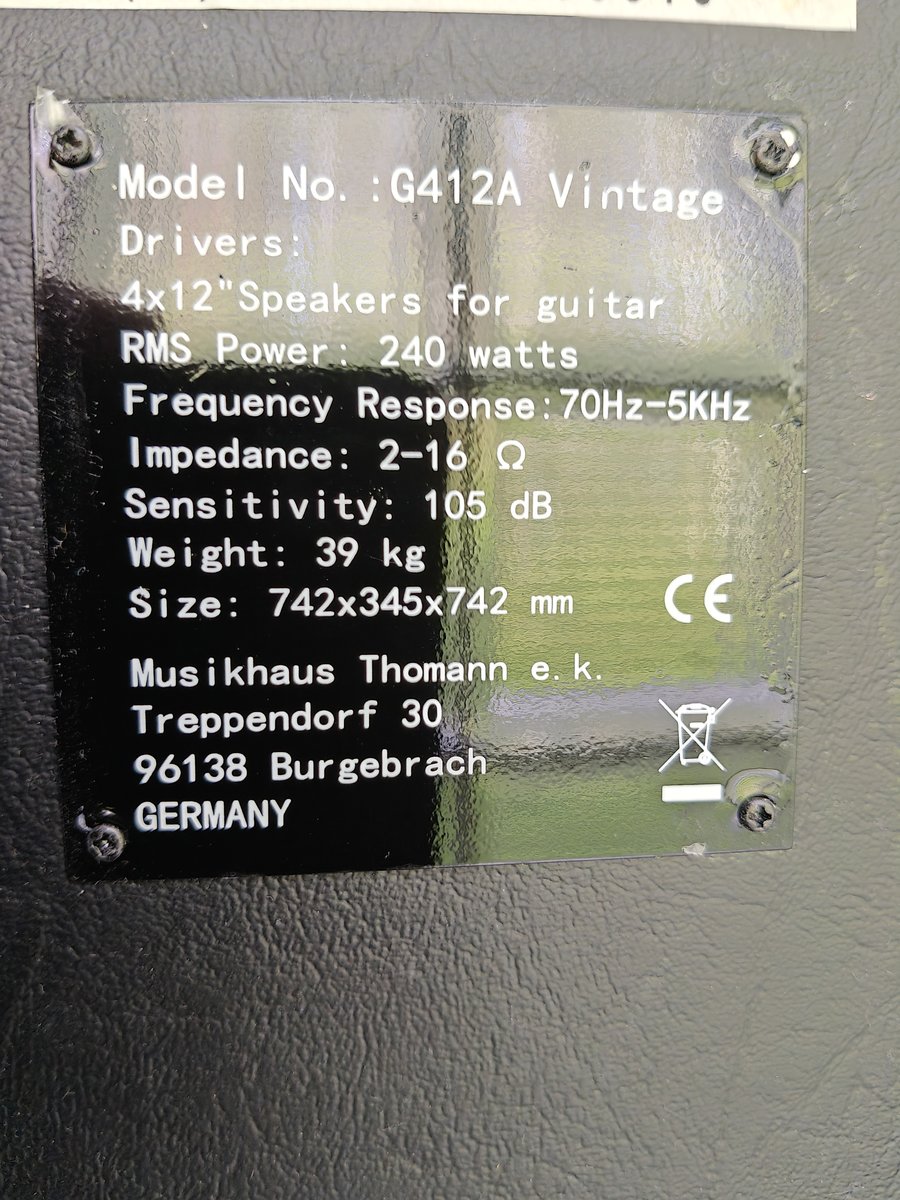 Model No.:G412A Vintage
Drivers:
4x12"Speakers for guitar
RMS Power: 240 watts
Frequency Response:70Hz-5KHz
Impedance: 2-16 Ω
Sensitivity: 105 dB
Weight: 39 kg
Size: 742x345x742 mm
CE
Musikhaus Thomann e.k.
Treppendorf 30
96138 Burgebrach
GERMANY